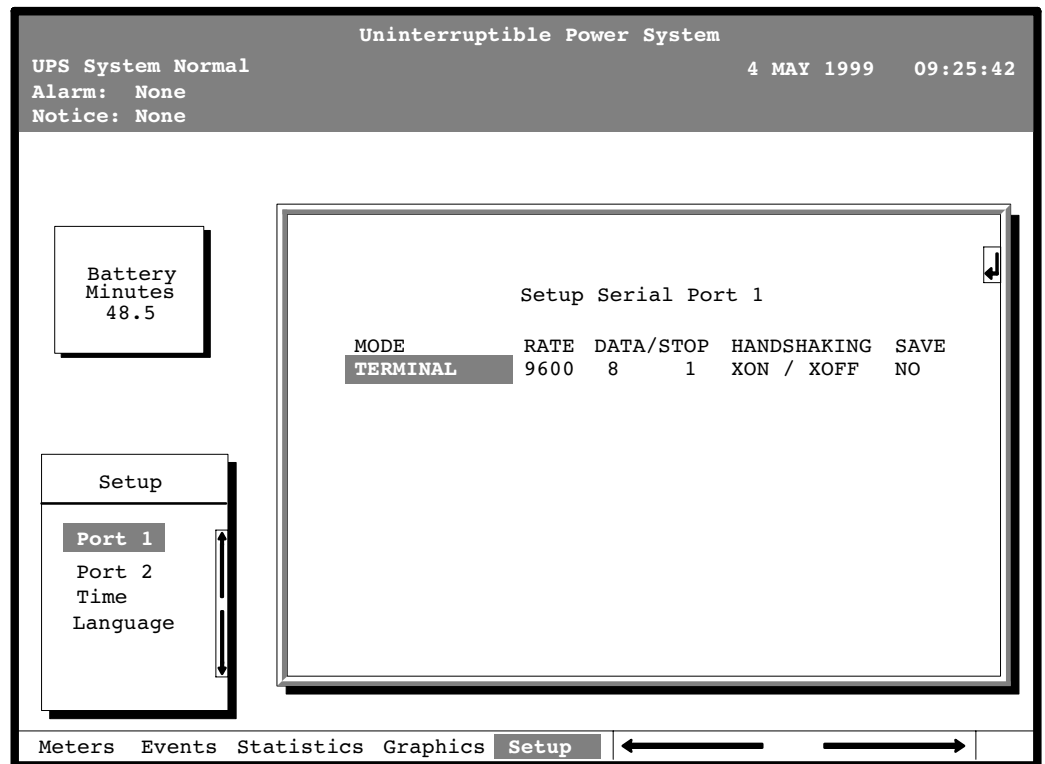 Uninterruptible Power System
UPS System Normal
4 MAY 1999 09:25:42
Alarm: None
Notice: None
Battery
Minutes
48.5
Setup Serial Port 1
MODE RATE DATA/STOP HANDSHAKING SAVE
TERMINAL 9600 8 1 XON / XOFF NO
Setup
Port 1
Port 2
Time
Language
Meters Events Statistics Graphics Setup